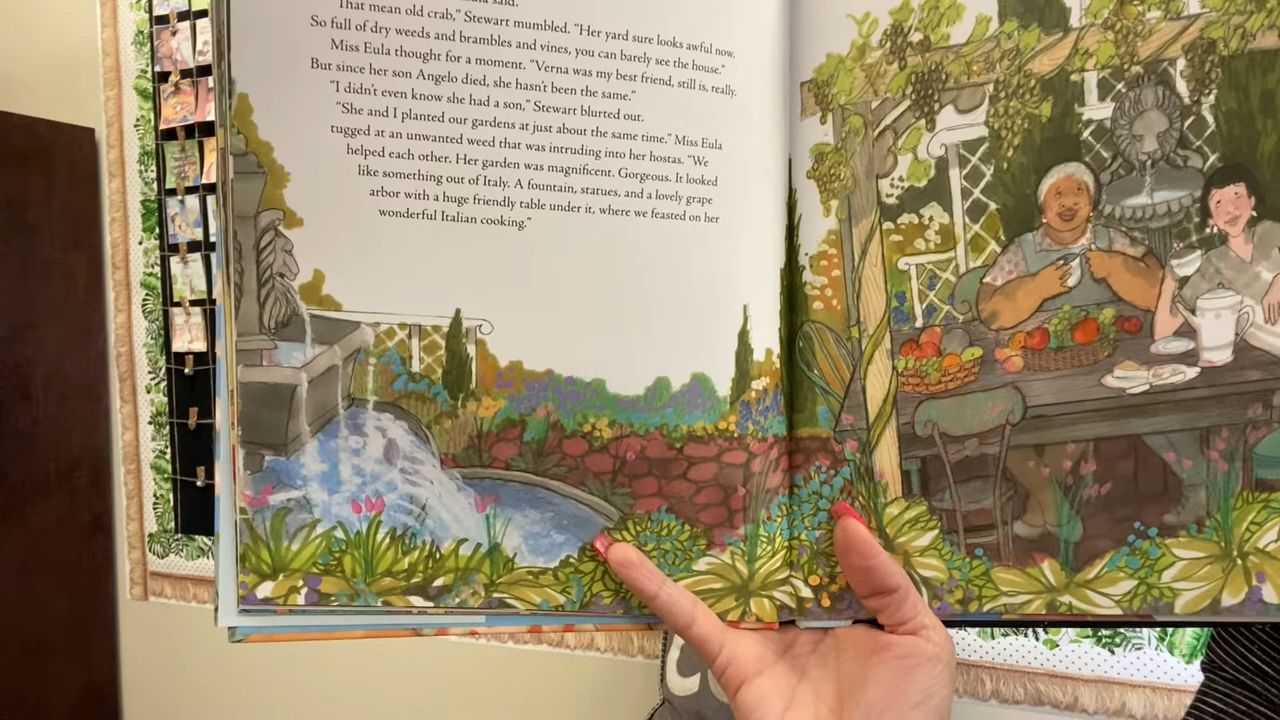 said.
That mean old crab,” Stewart mumbled. “Her yard sure looks awful now.
So full of dry weeds and brambles and vines, you can barely see the house.”
Miss Eula thought for a moment. “Verna was my best friend, still is, really.
But since her son Angelo died, she hasn’t been the same.”
“I didn’t even know she had a son,” Stewart blurted out.
“She and I planted our gardens at just about the same time.” Miss Eula
tugged at an unwanted weed that was intruding into her hostas. “We
helped each other. Her garden was magnificent. Gorgeous. It looked
like something out of Italy. A fountain, statues, and a lovely grape
arbor with a huge friendly table under it, where we feasted on her
wonderful Italian cooking.”